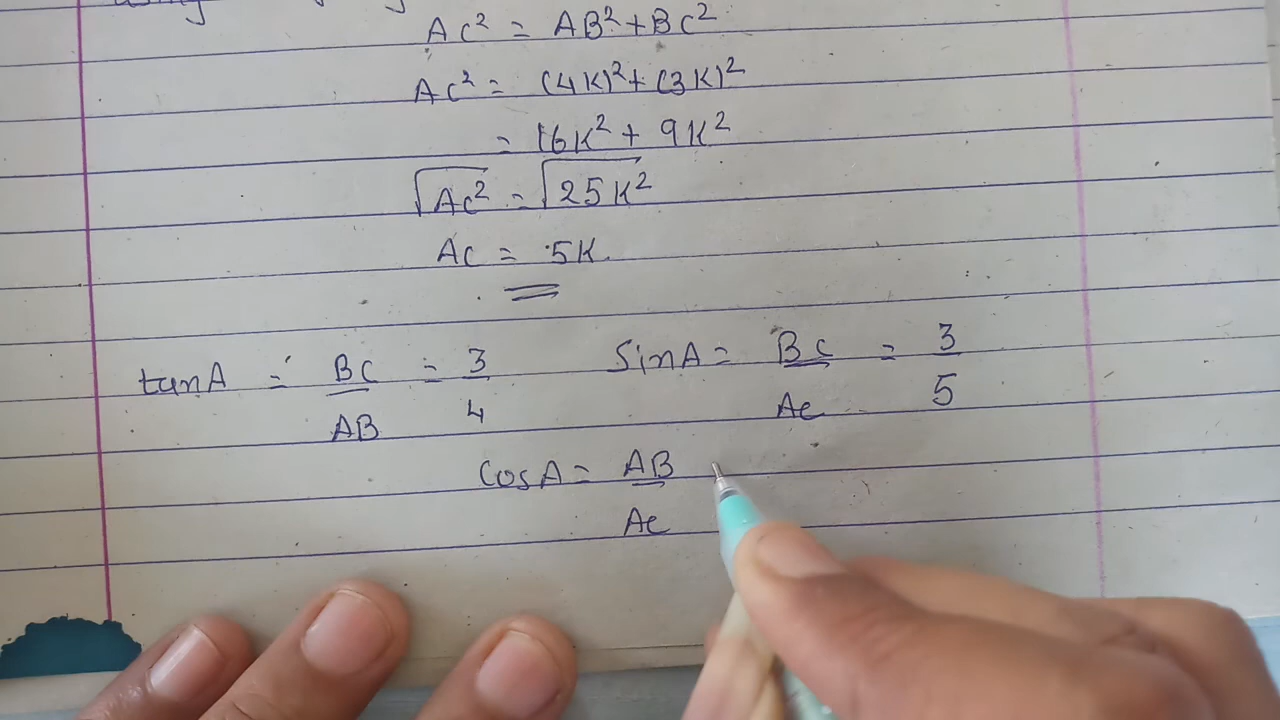 using
AC² = AB² + BC²
AC² = (4K)² + (3K)²
= 16K² + 9K²
√AC² = √25K²
AC = 5K
tanA = BC/AB = 3/4 SinA = BC/AC = 3/5
CosA = AB/AC